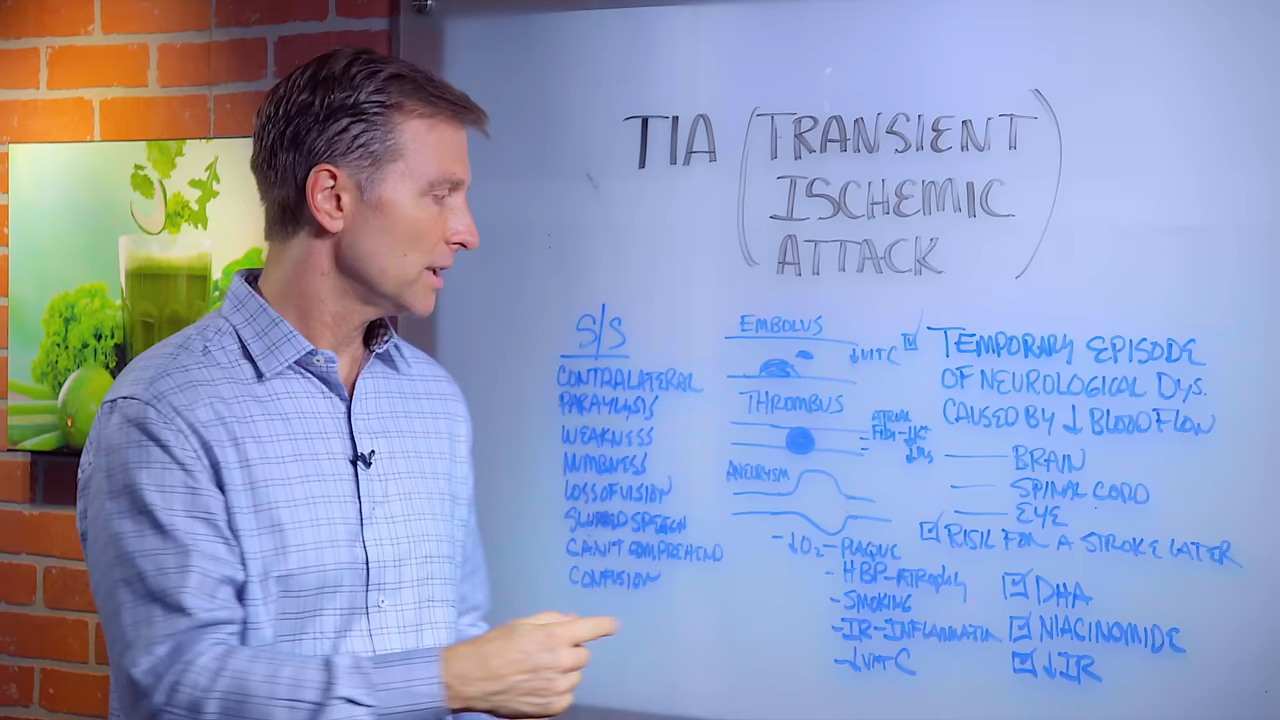 TIA (TRANSIENT
ISCHEMIC
ATTACK)
S/S
CONTRALATERAL
PARALYSIS
WEAKNESS
NUMBNESS
LOSS OF VISION
SLURRED SPEECH
CAN'T COMPREHEND
CONFUSION
EMBOLUS
↓VIT C
THROMBUS
ATRIAL
FIB-↓K+
↓Mg
ANEURYSM
-↓O2-PLAQUE
-HBP-ATROPHY
-SMOKING
-IR-INFLAMMATION
-↓VIT C
☑ TEMPORARY EPISODE
OF NEUROLOGICAL DYS.
CAUSED BY ↓ BLOOD FLOW
— BRAIN
— SPINAL CORD
— EYE
☑ RISK FOR A STROKE LATER
☑ DHA
☑ NIACINOMIDE
☑ ↓IR